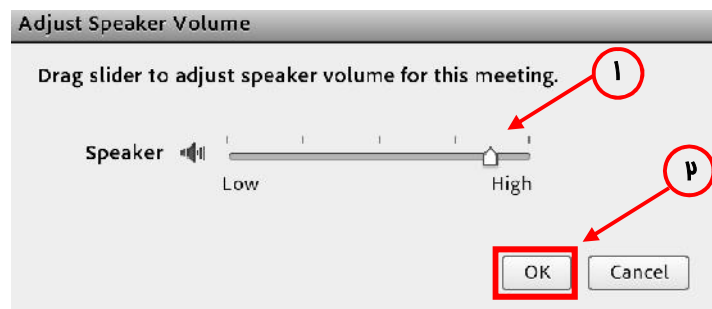 Adjust Speaker Volume
Drag slider to adjust speaker volume for this meeting.
۱
Speaker
Low High
۲
OK Cancel